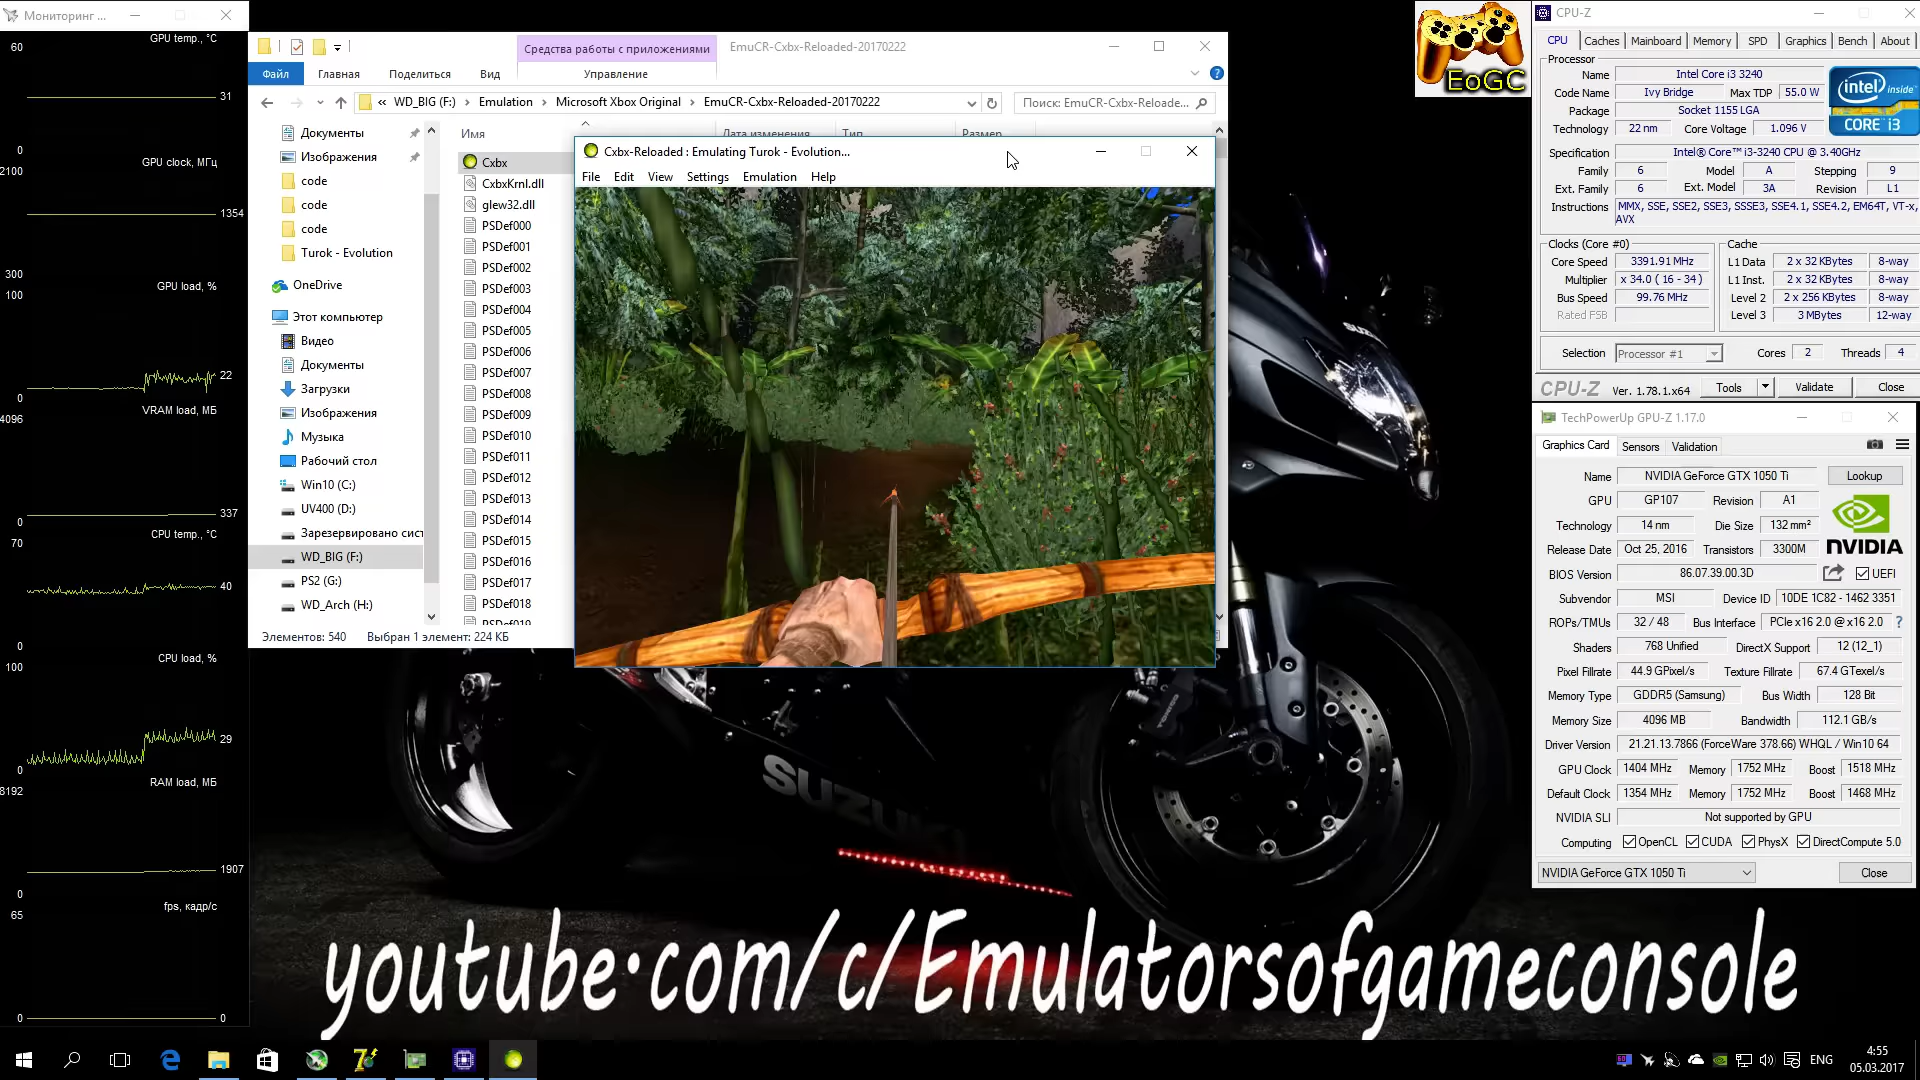 Мониторинг ...
GPU temp., °C
60
31
0
GPU clock, МГц
2100
1354
300
GPU load, %
100
22
0
VRAM load, МБ
4096
337
0
CPU temp., °C
70
40
0
CPU load, %
100
29
0
RAM load, МБ
8192
1907
0
fps, кадр/с
65
0
0
Средства работы с приложениями
EmuCR-Cxbx-Reloaded-20170222
Файл
Главная
Поделиться
Вид
Управление
« WD_BIG (F:) › Emulation › Microsoft Xbox Original › EmuCR-Cxbx-Reloaded-20170222
Поиск: EmuCR-Cxbx-Reloade...
Документы
Изображения
code
code
code
Turok - Evolution
OneDrive
Этот компьютер
Видео
Документы
Загрузки
Изображения
Музыка
Рабочий стол
Win10 (C:)
UV400 (D:)
Зарезервировано сист
WD_BIG (F:)
PS2 (G:)
WD_Arch (H:)
Имя
Дата изменения
Тип
Размер
Cxbx
CxbxKrnl.dll
glew32.dll
PSDef000
PSDef001
PSDef002
PSDef003
PSDef004
PSDef005
PSDef006
PSDef007
PSDef008
PSDef009
PSDef010
PSDef011
PSDef012
PSDef013
PSDef014
PSDef015
PSDef016
PSDef017
PSDef018
PSDef019
Элементов: 540
Выбран 1 элемент: 224 КБ
Cxbx-Reloaded : Emulating Turok - Evolution...
File Edit View Settings Emulation Help
EoGC
CPU-Z
CPU Caches Mainboard Memory SPD Graphics Bench About
Processor
Name Intel Core i3 3240
Code Name Ivy Bridge Max TDP 55.0 W
Package Socket 1155 LGA
Technology 22 nm Core Voltage 1.096 V
intel inside
CORE i3
Specification Intel® Core™ i3-3240 CPU @ 3.40GHz
Family 6 Model A Stepping 9
Ext. Family 6 Ext. Model 3A Revision L1
Instructions MMX, SSE, SSE2, SSE3, SSSE3, SSE4.1, SSE4.2, EM64T, VT-x,
AVX
Clocks (Core #0)
Core Speed 3391.91 MHz
Multiplier x 34.0 ( 16 - 34 )
Bus Speed 99.76 MHz
Rated FSB
Cache
L1 Data 2 x 32 KBytes 8-way
L1 Inst. 2 x 32 KBytes 8-way
Level 2 2 x 256 KBytes 8-way
Level 3 3 MBytes 12-way
Selection Processor #1 Cores 2 Threads 4
CPU-Z Ver. 1.78.1.x64 Tools Validate Close
TechPowerUp GPU-Z 1.17.0
Graphics Card Sensors Validation
Name NVIDIA GeForce GTX 1050 Ti Lookup
GPU GP107 Revision A1
Technology 14 nm Die Size 132 mm²
Release Date Oct 25, 2016 Transistors 3300M
NVIDIA
BIOS Version 86.07.39.00.3D UEFI
Subvendor MSI Device ID 10DE 1C82 - 1462 3351
ROPs/TMUs 32 / 48 Bus Interface PCIe x16 2.0 @ x16 2.0 ?
Shaders 768 Unified DirectX Support 12 (12_1)
Pixel Fillrate 44.9 GPixel/s Texture Fillrate 67.4 GTexel/s
Memory Type GDDR5 (Samsung) Bus Width 128 Bit
Memory Size 4096 MB Bandwidth 112.1 GB/s
Driver Version 21.21.13.7866 (ForceWare 378.66) WHQL / Win10 64
GPU Clock 1404 MHz Memory 1752 MHz Boost 1518 MHz
Default Clock 1354 MHz Memory 1752 MHz Boost 1468 MHz
NVIDIA SLI Not supported by GPU
Computing OpenCL CUDA PhysX DirectCompute 5.0
NVIDIA GeForce GTX 1050 Ti Close
SUZUKI
youtube.com/c/Emulatorsofgameconsole
ENG
4:55
05.03.2017